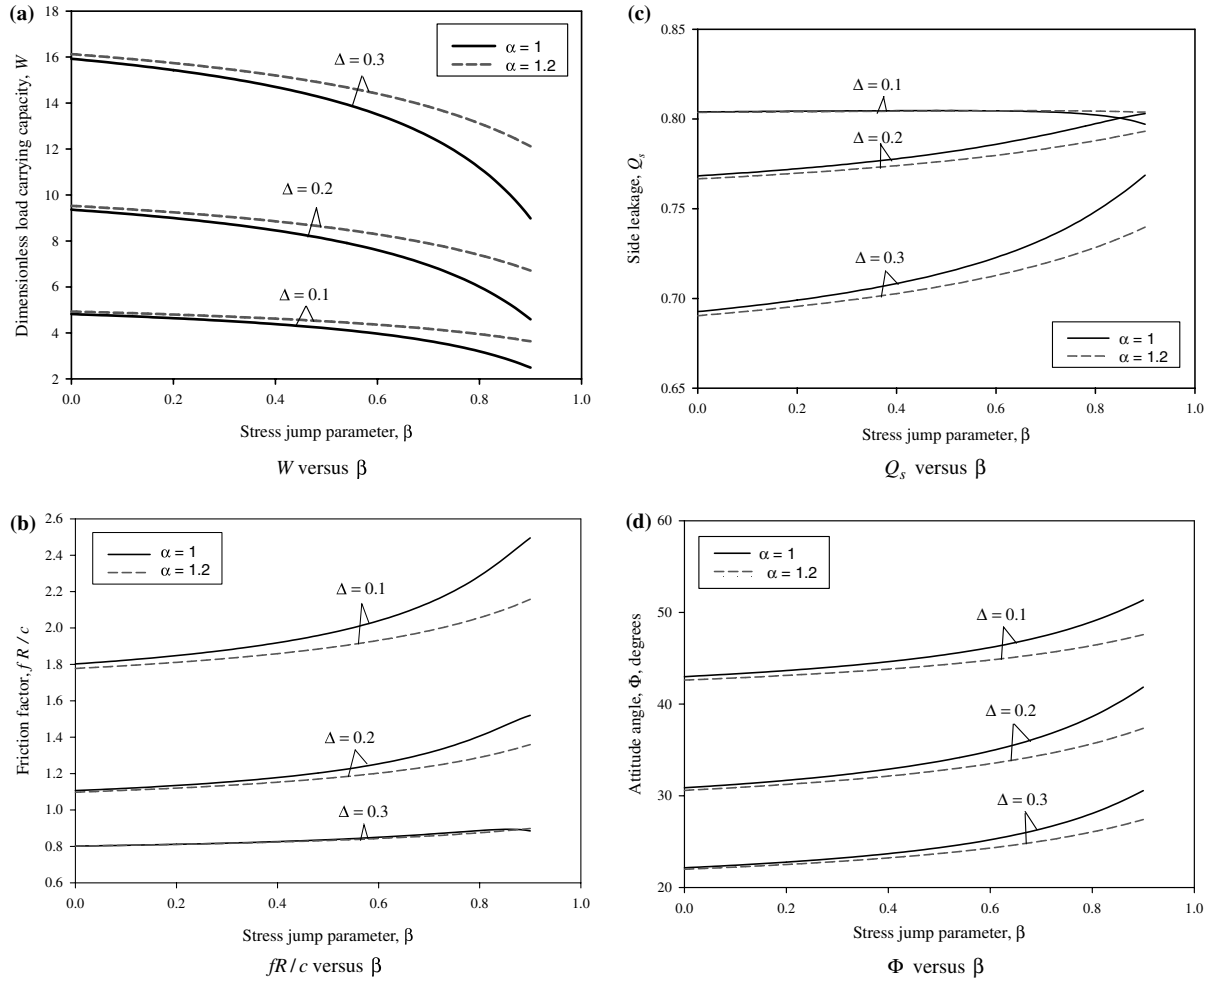 (a)
18
16
14
12
10
8
6
4
2
0.0 0.2 0.4 0.6 0.8 1.0
Dimensionless load carrying capacity, W
α = 1
α = 1.2
Δ = 0.3
Δ = 0.2
Δ = 0.1
Stress jump parameter, β
W versus β
(c)
0.85
0.80
0.75
0.70
0.65
0.0 0.2 0.4 0.6 0.8 1.0
Side leakage, Qs
Δ = 0.1
Δ = 0.2
Δ = 0.3
α = 1
α = 1.2
Stress jump parameter, β
Qs versus β
(b)
2.6
2.4
2.2
2.0
1.8
1.6
1.4
1.2
1.0
0.8
0.6
0.0 0.2 0.4 0.6 0.8 1.0
Friction factor, f R / c
α = 1
α = 1.2
Δ = 0.1
Δ = 0.2
Δ = 0.3
Stress jump parameter, β
fR / c versus β
(d)
60
50
40
30
20
0.0 0.2 0.4 0.6 0.8 1.0
Attitude angle, Φ, degrees
α = 1
α = 1.2
Δ = 0.1
Δ = 0.2
Δ = 0.3
Stress jump parameter, β
Φ versus β